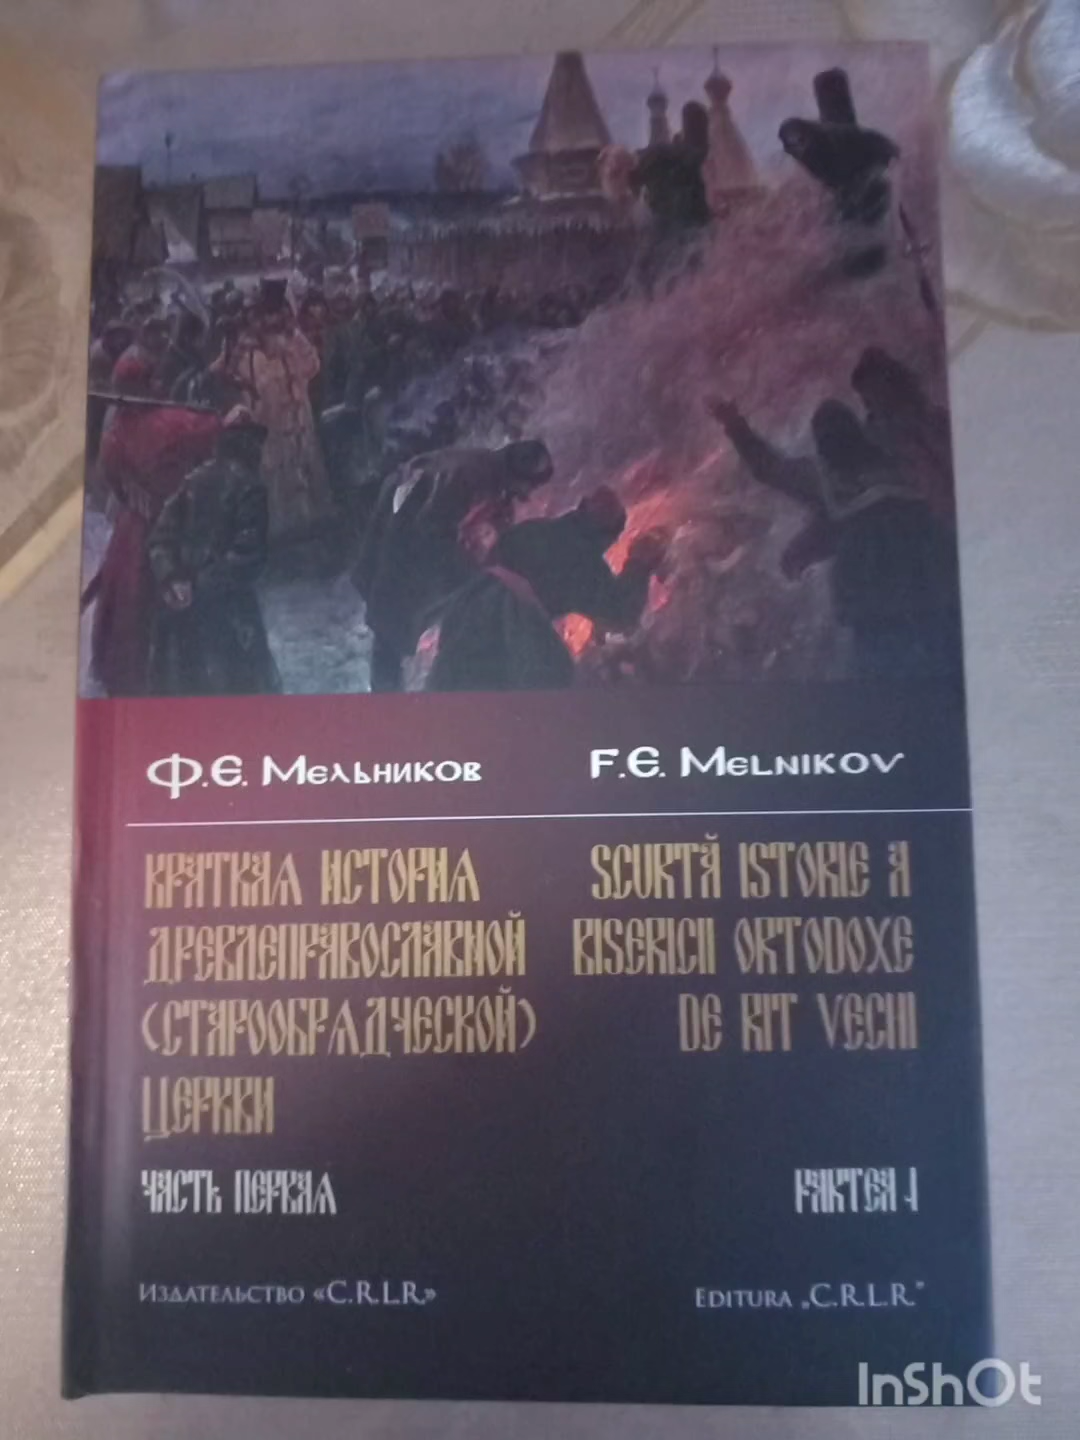 Ф.Е. Мельников
F.E. Melnikov
КРАТКАЯ ИСТОРИЯ
ДРЕВЛЕПРАВОСЛАВНОЙ
(СТАРООБРЯДЧЕСКОЙ)
ЦЕРКВИ
SCURTĂ ISTORIE A
BISERICII ORTODOXE
DE RIT VECHI
ЧАСТЬ ПЕРВАЯ
PARTEA I
Издательство «C.R.L.R.»
Editura „C.R.L.R.”
InShOt